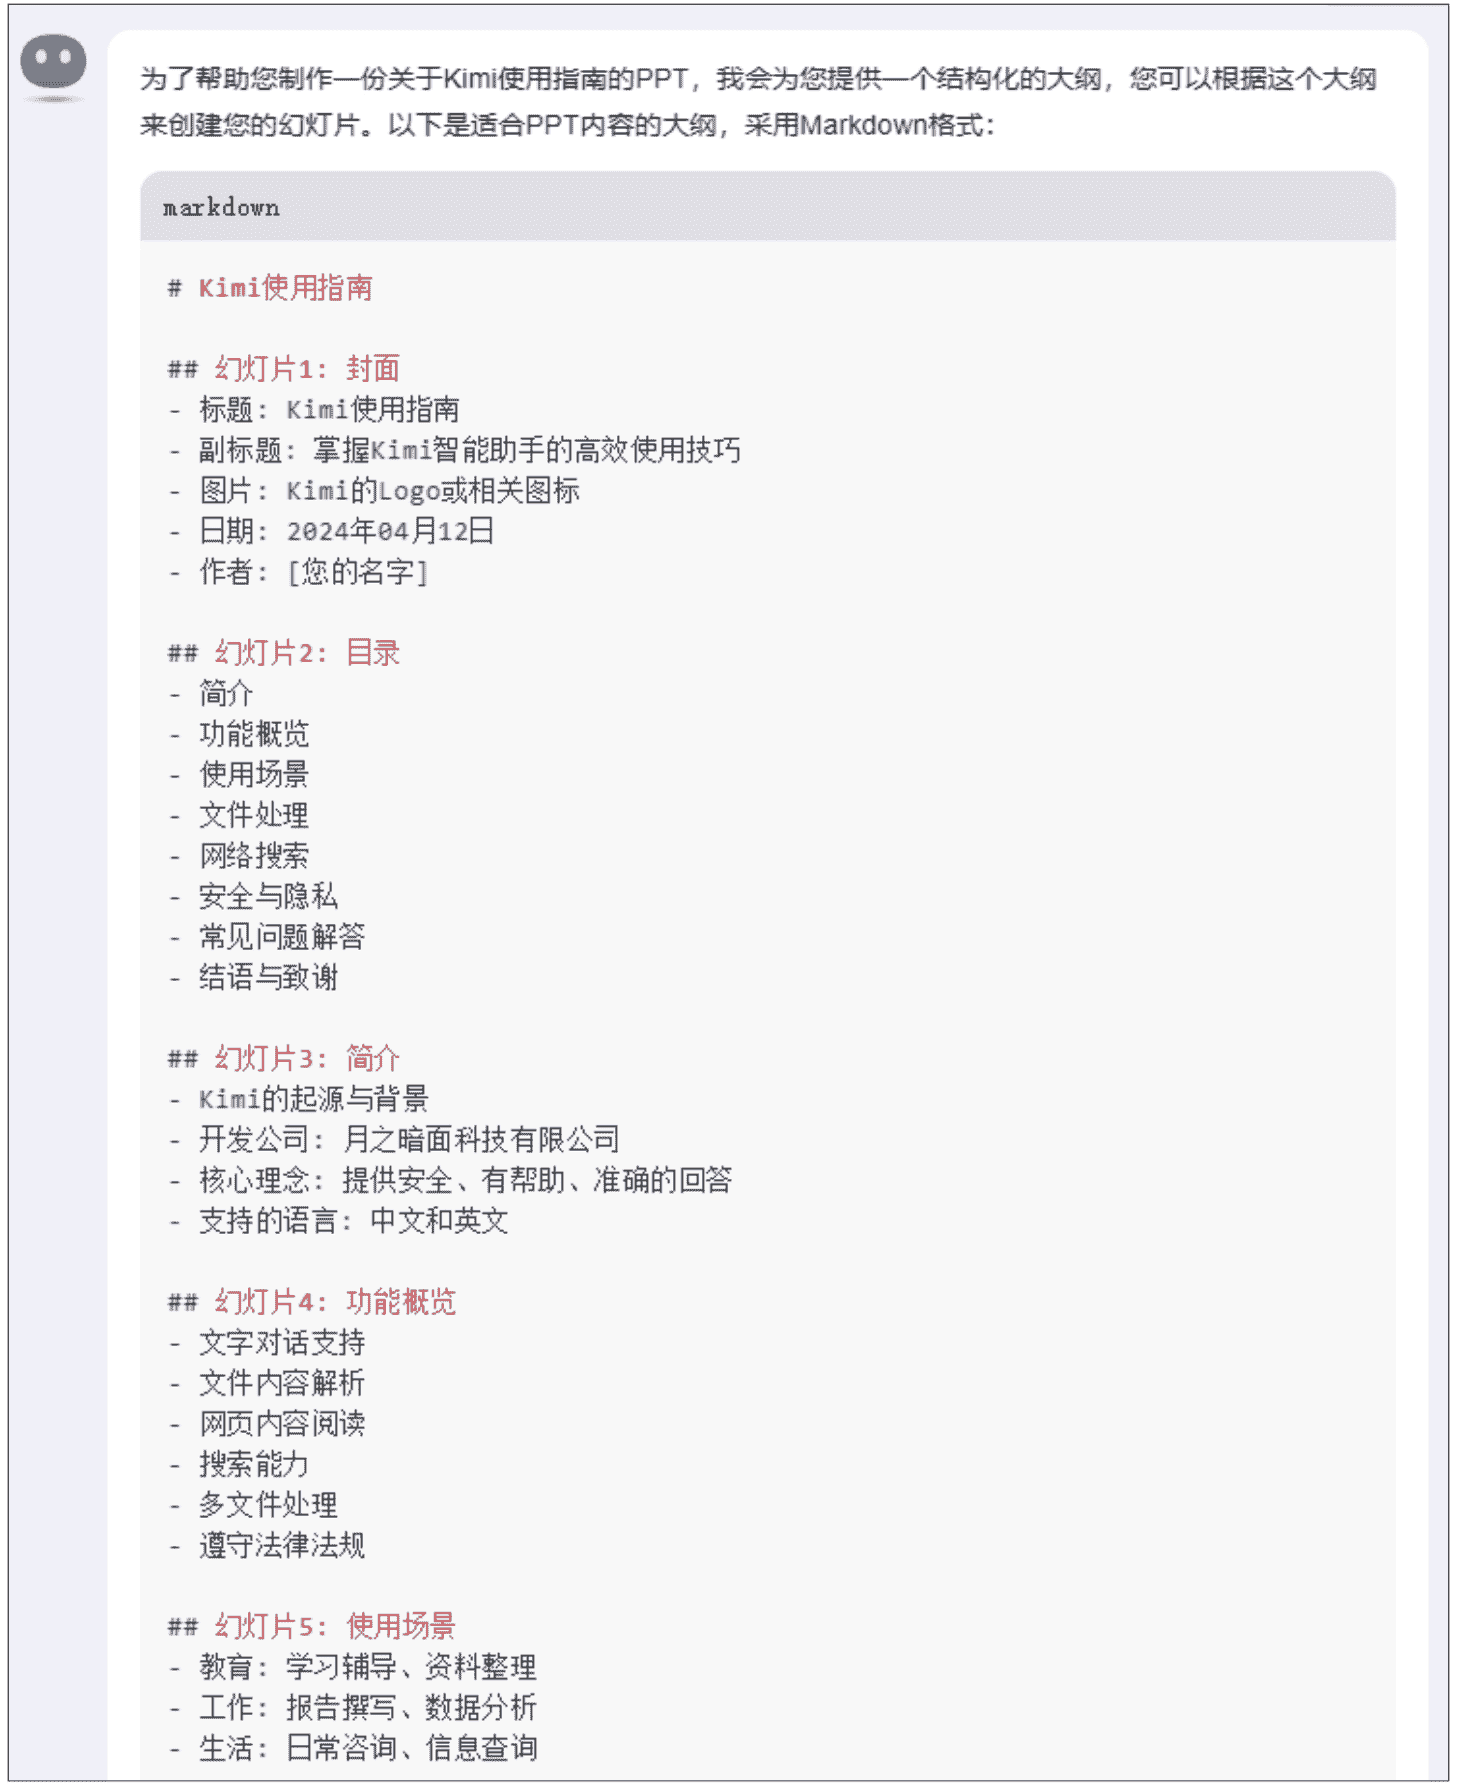 为了帮助您制作一份关于Kimi使用指南的PPT，我会为您提供一个结构化的大纲，您可以根据这个大纲
来创建您的幻灯片。以下是适合PPT内容的大纲，采用Markdown格式：
markdown
# Kimi使用指南
## 幻灯片1: 封面
- 标题: Kimi使用指南
- 副标题: 掌握Kimi智能助手的高效使用技巧
- 图片: Kimi的Logo或相关图标
- 日期: 2024年04月12日
- 作者: [您的名字]
## 幻灯片2: 目录
- 简介
- 功能概览
- 使用场景
- 文件处理
- 网络搜索
- 安全与隐私
- 常见问题解答
- 结语与致谢
## 幻灯片3: 简介
- Kimi的起源与背景
- 开发公司: 月之暗面科技有限公司
- 核心理念: 提供安全、有帮助、准确的回答
- 支持的语言: 中文和英文
## 幻灯片4: 功能概览
- 文字对话支持
- 文件内容解析
- 网页内容阅读
- 搜索能力
- 多文件处理
- 遵守法律法规
## 幻灯片5: 使用场景
- 教育: 学习辅导、资料整理
- 工作: 报告撰写、数据分析
- 生活: 日常咨询、信息查询